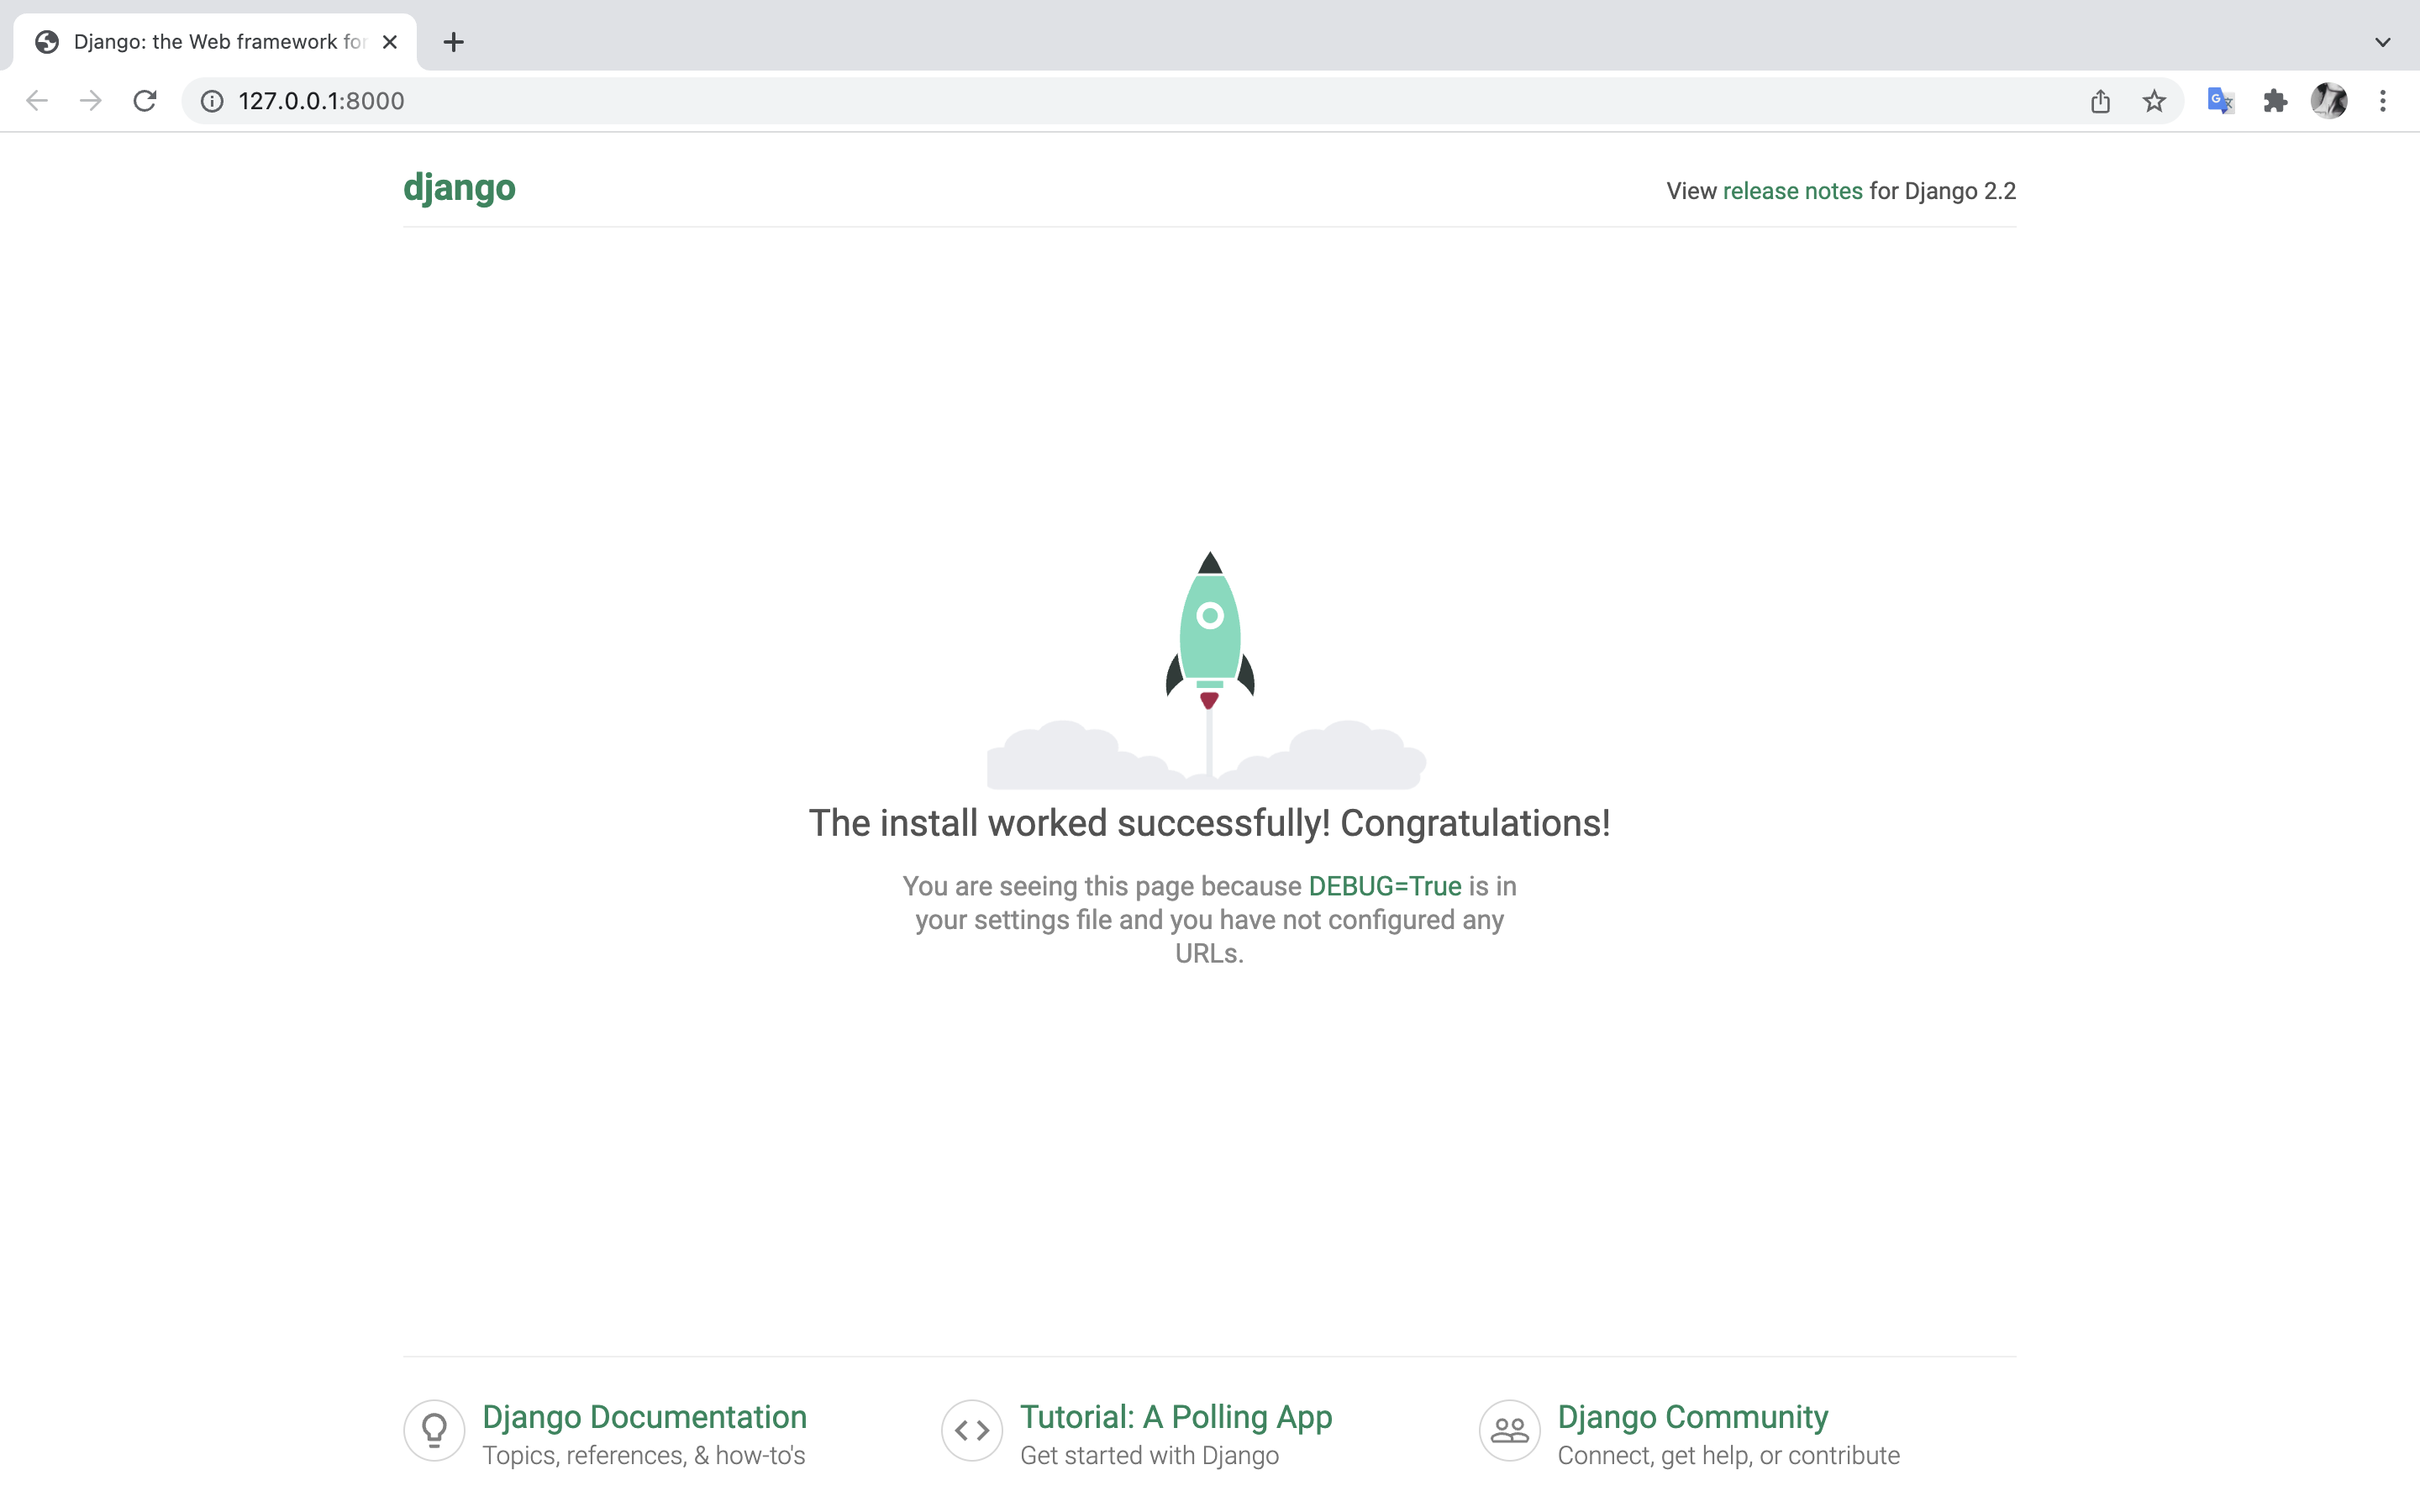 Django: the Web framework for
127.0.0.1:8000
django
View release notes for Django 2.2
The install worked successfully! Congratulations!
You are seeing this page because DEBUG=True is in
your settings file and you have not configured any
URLs.
Django Documentation
Topics, references, & how-to's
Tutorial: A Polling App
Get started with Django
Django Community
Connect, get help, or contribute